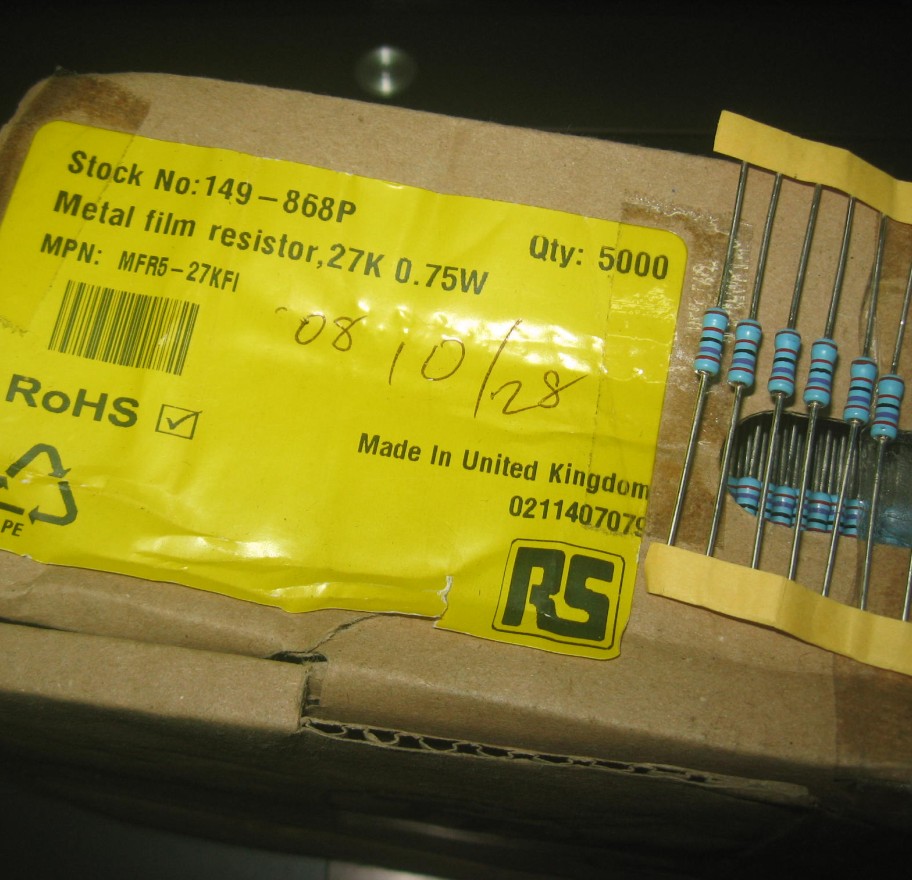 Stock No:149-868P
Metal film resistor,27K 0.75W
Qty: 5000
MPN: MFR5-27KFI
08 10/28
RoHS
Made In United Kingdom
0211407079
PE
RS